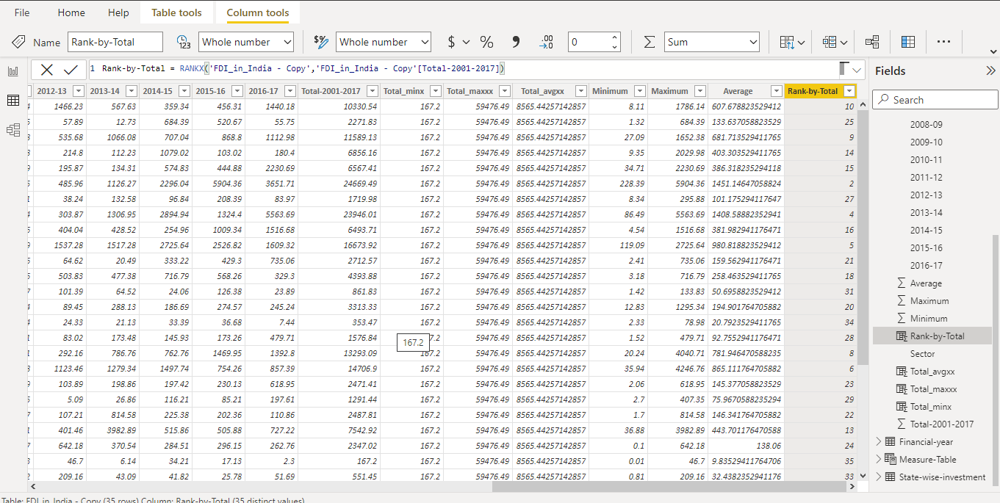 File Home Help Table tools Column tools
Name Rank-by-Total 123 Whole number $% Whole number $ % , .00 →.0 0 Σ Sum ...
1 Rank-by-Total = RANKX('FDI_in_India - Copy','FDI_in_India - Copy'[Total-2001-2017])
2012-13 2013-14 2014-15 2015-16 2016-17 Total-2001-2017 Total_minx Total_maxxx Total_avgxx Minimum Maximum Average Rank-by-Total
1466.23 567.63 359.34 456.31 1440.18 10330.54 167.2 59476.49 8565.44257142857 8.11 1786.14 607.678823529412 10
57.89 12.73 684.39 520.67 55.75 2271.83 167.2 59476.49 8565.44257142857 1.32 684.39 133.637058823529 25
535.68 1066.08 707.04 868.8 1112.98 11589.13 167.2 59476.49 8565.44257142857 27.09 1652.38 681.713529411765 9
214.8 112.23 1079.02 103.02 180.4 6856.16 167.2 59476.49 8565.44257142857 9.35 2029.98 403.303529411765 14
195.87 134.31 574.83 444.88 2230.69 6567.41 167.2 59476.49 8565.44257142857 34.71 2230.69 386.318235294118 15
485.96 1126.27 2296.04 5904.36 3651.71 24669.49 167.2 59476.49 8565.44257142857 228.39 5904.36 1451.14647058824 2
38.24 132.58 96.84 208.39 83.97 1719.98 167.2 59476.49 8565.44257142857 8.34 295.88 101.175294117647 27
303.87 1306.95 2894.94 1324.4 5563.69 23946.01 167.2 59476.49 8565.44257142857 86.49 5563.69 1408.58882352941 4
404.04 428.52 254.96 1009.34 1516.68 6493.71 167.2 59476.49 8565.44257142857 4.54 1516.68 381.982941176471 16
1537.28 1517.28 2725.64 2526.82 1609.32 16673.92 167.2 59476.49 8565.44257142857 119.09 2725.64 980.818823529412 5
64.62 20.49 333.22 429.3 735.06 2712.57 167.2 59476.49 8565.44257142857 2.41 735.06 159.562941176471 21
503.83 477.38 716.79 568.26 329.3 4393.88 167.2 59476.49 8565.44257142857 3.18 716.79 258.463529411765 18
101.39 64.52 24.06 126.38 23.89 861.83 167.2 59476.49 8565.44257142857 1.42 133.83 50.6958823529412 31
89.45 288.13 186.69 274.57 245.24 3313.33 167.2 59476.49 8565.44257142857 12.83 1295.34 194.901764705882 20
24.33 21.13 33.39 36.68 7.44 353.47 167.2 59476.49 8565.44257142857 2.33 78.98 20.7923529411765 34
83.02 173.48 145.93 173.26 479.71 1576.84 167.2 7.2 59476.49 8565.44257142857 1.52 479.71 92.7552941176471 28
292.16 786.76 762.76 1469.95 1392.8 13293.09 167.2 59476.49 8565.44257142857 20.24 4040.71 781.946470588235 8
1123.46 1279.34 1497.74 754.26 857.39 14706.9 167.2 59476.49 8565.44257142857 35.94 4246.76 865.111764705882 6
103.89 198.86 197.42 230.13 618.95 2471.41 167.2 59476.49 8565.44257142857 2.06 618.95 145.377058823529 23
5.09 26.86 116.21 85.21 197.61 1291.44 167.2 59476.49 8565.44257142857 2.7 407.35 75.9670588235294 29
107.21 814.58 225.38 202.36 110.86 2487.81 167.2 59476.49 8565.44257142857 1.7 814.58 146.341764705882 22
401.46 3982.89 515.86 505.88 727.22 7542.92 167.2 59476.49 8565.44257142857 36.88 3982.89 443.701176470588 13
642.18 370.54 284.51 296.15 262.76 2347.02 167.2 59476.49 8565.44257142857 0.1 642.18 138.06 24
46.7 6.14 34.21 17.13 2.3 167.2 167.2 59476.49 8565.44257142857 0.01 46.7 9.83529411764706 35
209.16 43.09 41.82 25.78 51.69 551.45 167.2 59476.49 8565.44257142857 0.81 209.16 32.4382352941176 33
Table: FDI_in_India - Copy (35 rows) Column: Rank-by-Total (35 distinct values)
Fields
Search
2008-09
2009-10
2010-11
2011-12
2012-13
2013-14
2014-15
2015-16
2016-17
Σ Average
Σ Maximum
Σ Minimum
Rank-by-Total
Sector
Total_avgxx
Total_maxxx
Total_minx
Σ Total-2001-2017
Financial-year
Measure-Table
State-wise-investment